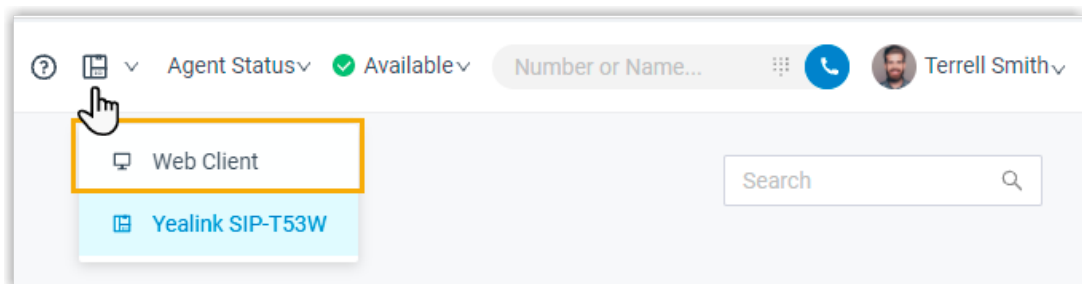 Agent Status Available Number or Name... Terrell Smith
Web Client
Search
Yealink SIP-T53W